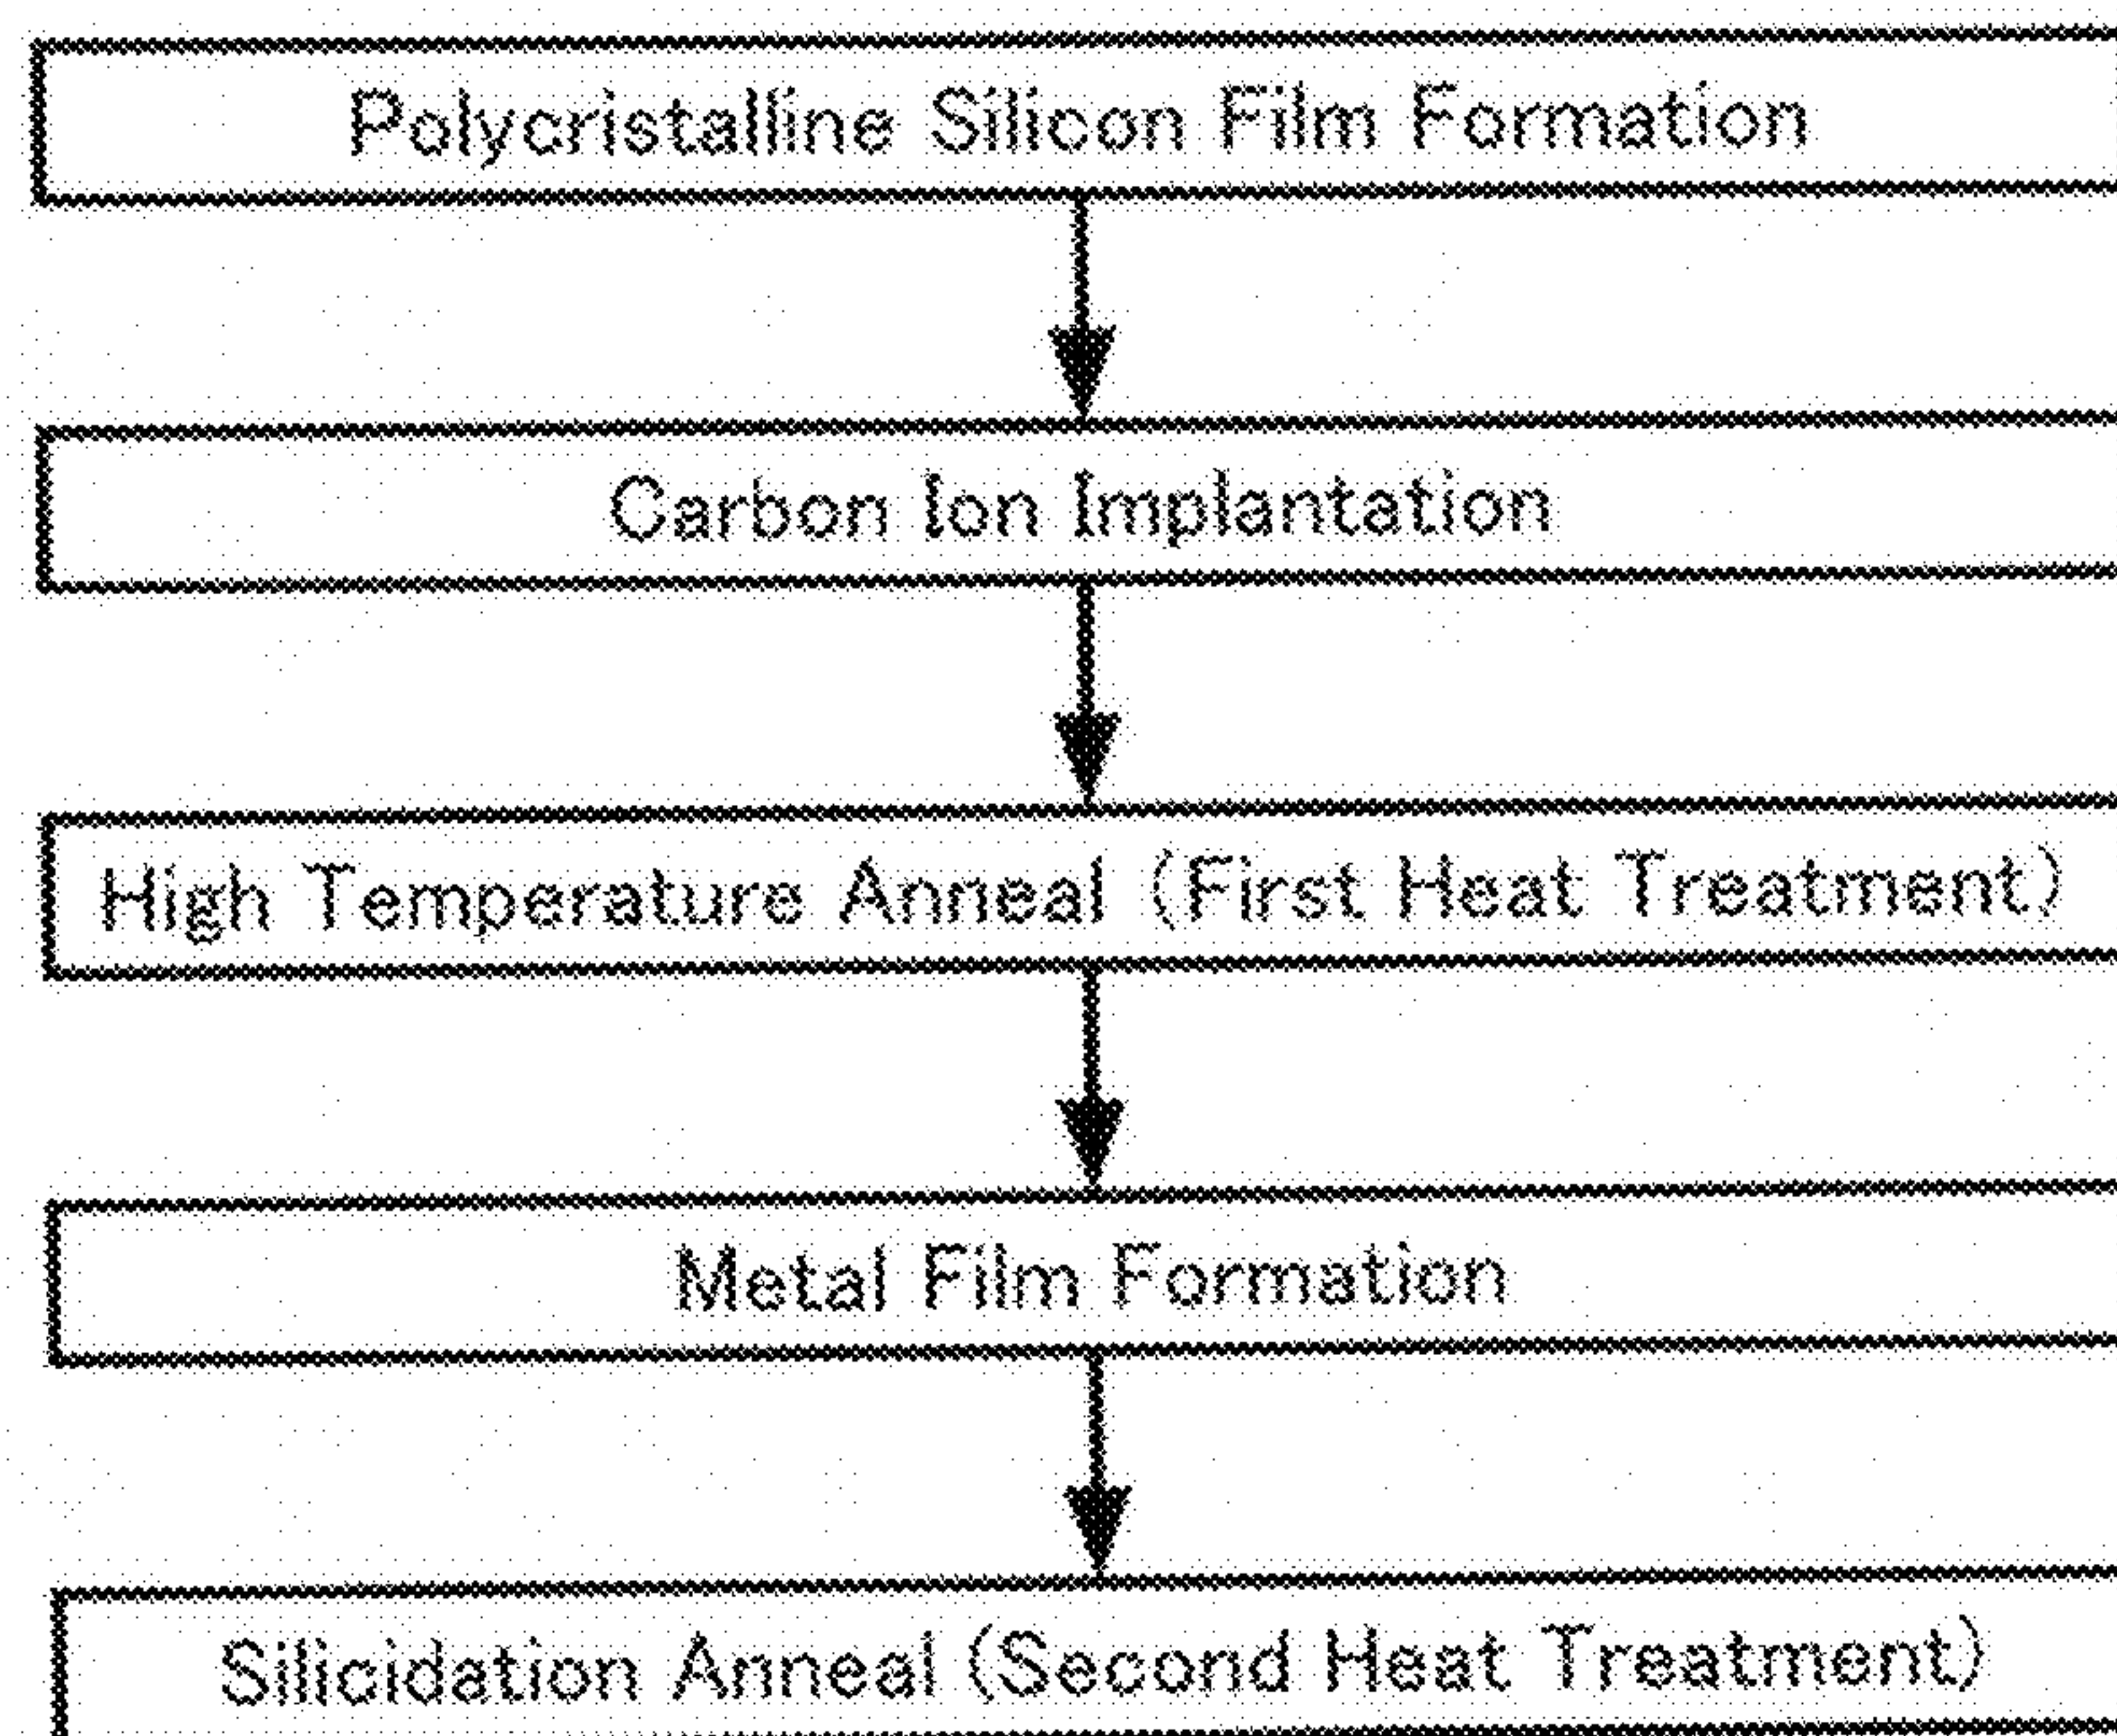 Polycristalline Silicon Film Formation
Carbon Ion Implantation
High Temperature Anneal (First Heat Treatment)
Metal Film Formation
Silicidation Anneal (Second Heat Treatment)